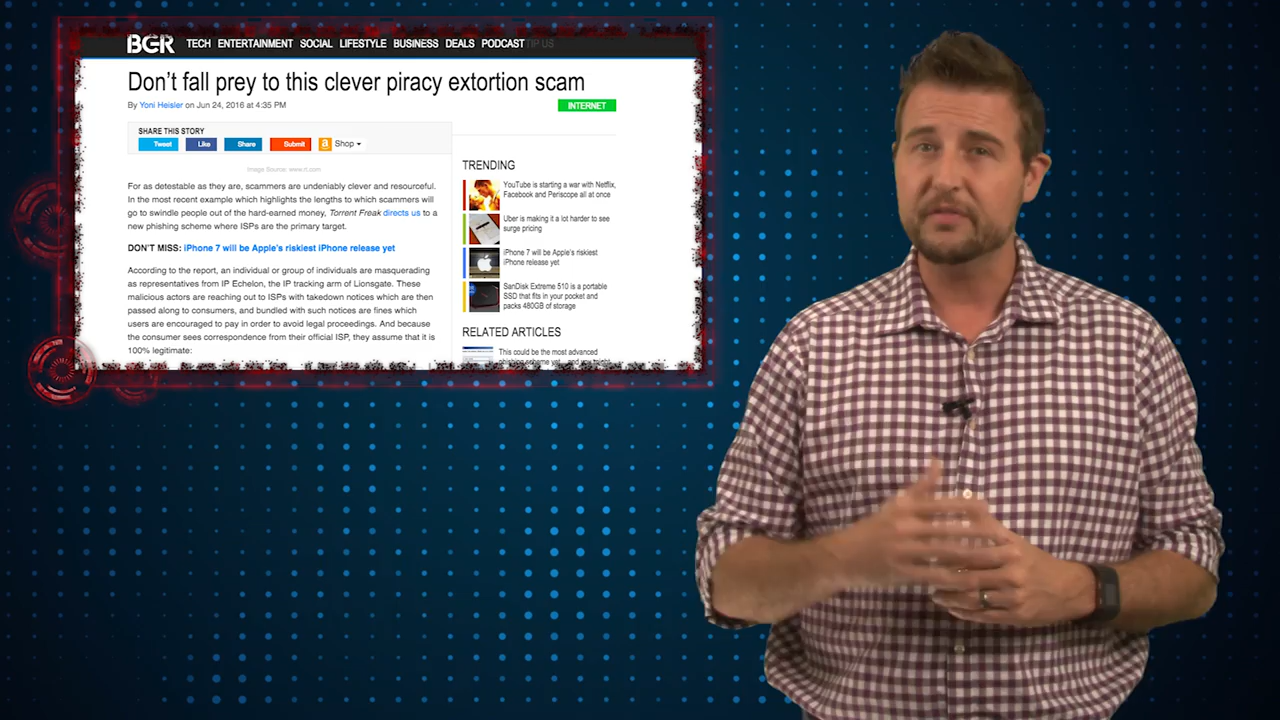 BGR TECH ENTERTAINMENT SOCIAL LIFESTYLE BUSINESS DEALS PODCAST TIP US
Don't fall prey to this clever piracy extortion scam
By Yoni Heisler on Jun 24, 2016 at 4:35 PM
INTERNET
SHARE THIS STORY
Tweet Like Share Submit a Shop
Image Source: www.rt.com
For as detestable as they are, scammers are undeniably clever and resourceful.
In the most recent example which highlights the lengths to which scammers will
go to swindle people out of the hard-earned money, Torrent Freak directs us to a
new phishing scheme where ISPs are the primary target.
DON'T MISS: iPhone 7 will be Apple's riskiest iPhone release yet
According to the report, an individual or group of individuals are masquerading
as representatives from IP Echelon, the IP tracking arm of Lionsgate. These
malicious actors are reaching out to ISPs with takedown notices which are then
passed along to consumers, and bundled with such notices are fines which
users are encouraged to pay in order to avoid legal proceedings. And because
the consumer sees correspondence from their official ISP, they assume that it is
100% legitimate:
TRENDING
YouTube is starting a war with Netflix,
Facebook and Periscope all at once
Uber is making it a lot harder to see
surge pricing
iPhone 7 will be Apple's riskiest
iPhone release yet
SanDisk Extreme 510 is a portable
SSD that fits in your pocket and
packs 480GB of storage
RELATED ARTICLES
This could be the most advanced
phishing scheme yet